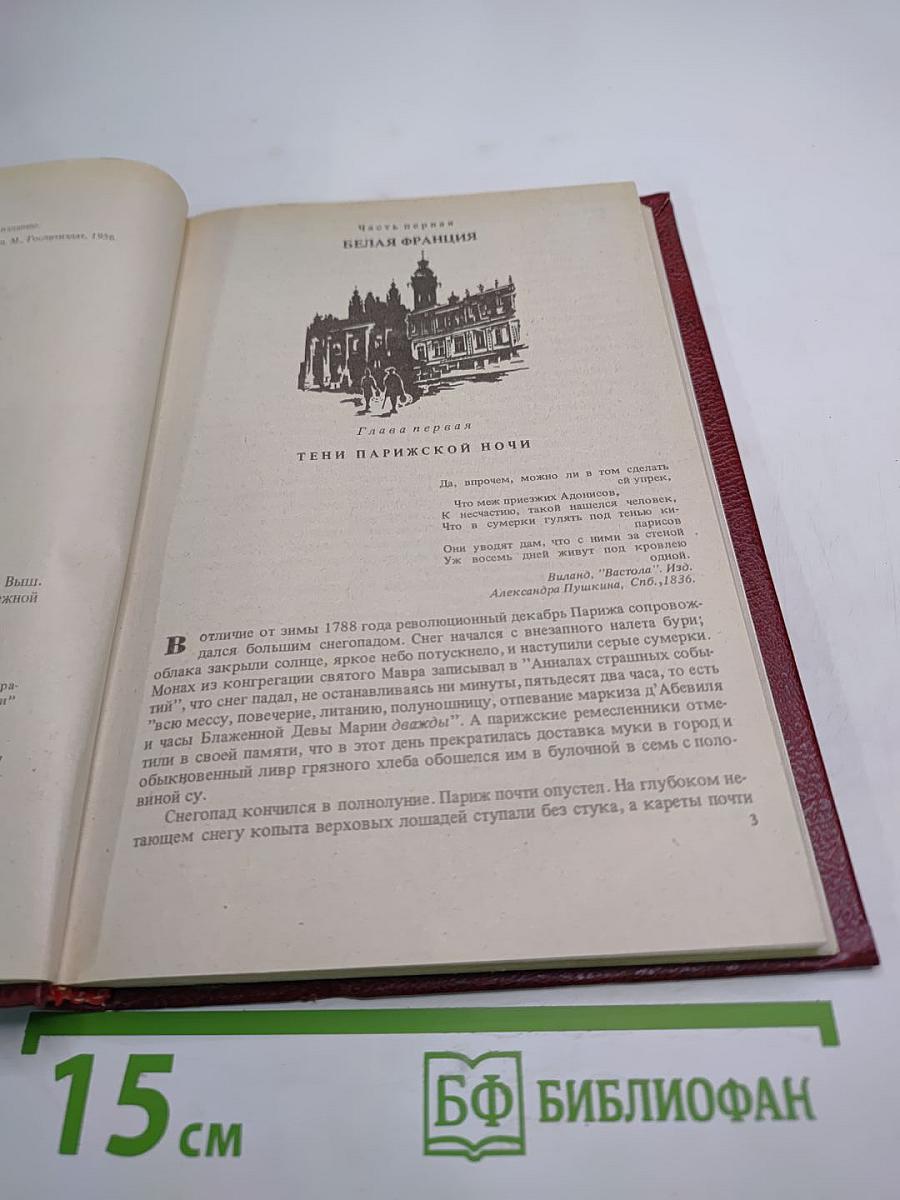 издание.
М., Гослитиздат, 1956.
Выш.
ежной
ра-
и"
Часть первая
БЕЛАЯ ФРАНЦИЯ
Глава первая
ТЕНИ ПАРИЖСКОЙ НОЧИ
Да, впрочем, можно ли в том сделать
ей упрек,
Что меж приезжих Адонисов,
К несчастию, такой нашелся человек,
Что в сумерки гулять под тенью ки-
парисов
Они уводят дам, что с ними за стеной
Уж восемь дней живут под кровлею
одной.
Виланд, "Вастола". Изд.
Александра Пушкина, Спб.,1836.
В отличие от зимы 1788 года революционный декабрь Парижа сопровож-
дался большим снегопадом. Снег начался с внезапного налета бури;
облака закрыли солнце, яркое небо потускнело, и наступили серые сумерки.
Монах из конгрегации святого Мавра записывал в "Анналах страшных собы-
тий", что снег падал, не останавливаясь ни минуты, пятьдесят два часа, то есть
"всю мессу, повечерие, литанию, полуношницу, отпевание маркиза д'Абевиля
и часы Блаженной Девы Марии дважды". А парижские ремесленники отме-
тили в своей памяти, что в этот день прекратилась доставка муки в город и
обыкновенный ливр грязного хлеба обошелся им в булочной в семь с поло-
виной су.
Снегопад кончился в полнолуние. Париж почти опустел. На глубоком не-
тающем снегу копыта верховых лошадей ступали без стука, а кареты почти
3
15 см
БФ БИБЛИОФАН